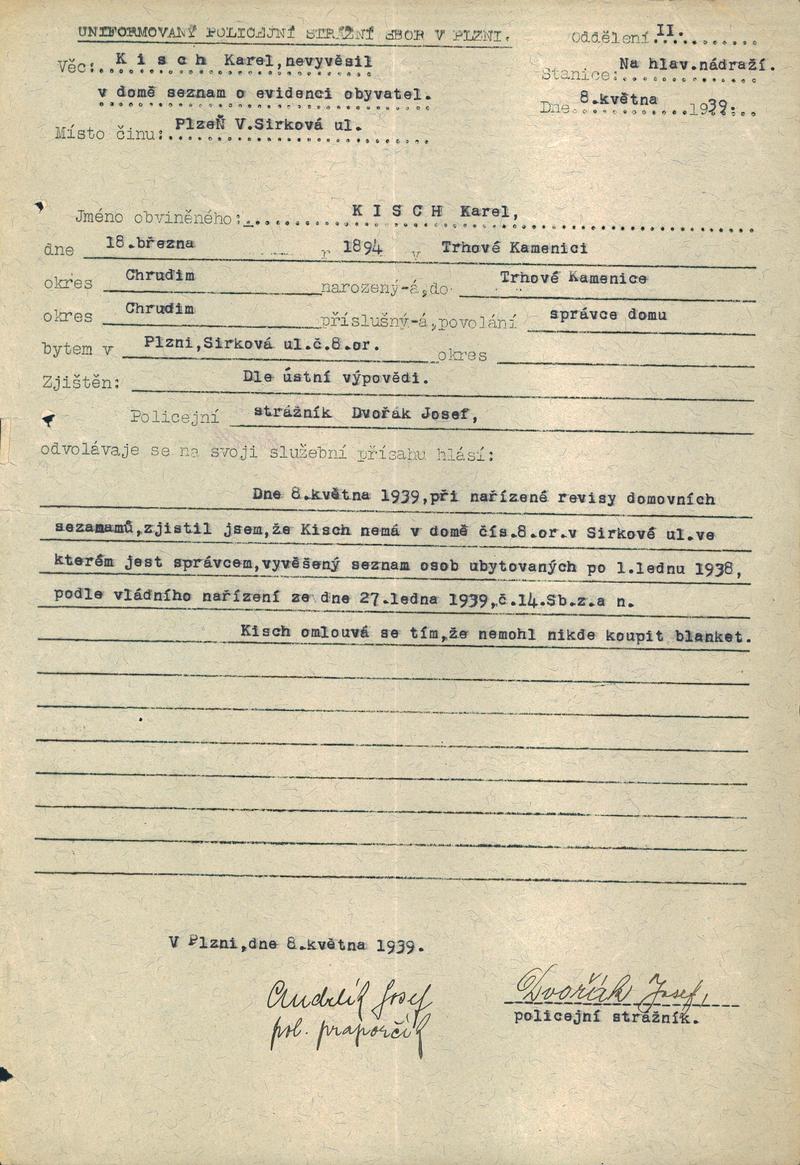 UNIFORMOVANÝ POLICEJNÍ STRÁŽNÍ SBOR V PLZNI.
Oddělení II.
Věc: K i s c h Karel, nevyvěsil
Stanice: Na hlav.nádraží.
v domě seznam o evidenci obyvatel.
Dne 8.května 1939.
Místo činu: Plzeň V.Sirková ul.
Jméno obviněného: K I S C H Karel,
dne 18.března r 1894 v Trhové Kamenici
okres Chrudim narozený-á,do Trhové Kamenice
okres Chrudim příslušný-á,povolání správce domu
bytem v Plzni,Sirková ul.č.8.or. okres
Zjištěn: Dle ústní výpovědi.
Policejní strážník Dvořák Josef,
odvolávaje se na svoji služební přísahu hlásí:
Dne 8.května 1939,při nařízené revisy domovních
sezanamů,zjistil jsem,že Kisch nemá v domě čís.8.or.v Sirkové ul.ve
kterém jest správcem,vyvěšený seznam osob ubytovaných po 1.lednu 1938,
podle vládního nařízení ze dne 27.ledna 1939,č.14.Sb.z.a n.
Kisch omlouvá se tím,že nemohl nikde koupit blanket.
V Plzni,dne 8.května 1939.
Josef
pol. praporčík
Dvořák Josef,
policejní strážník.